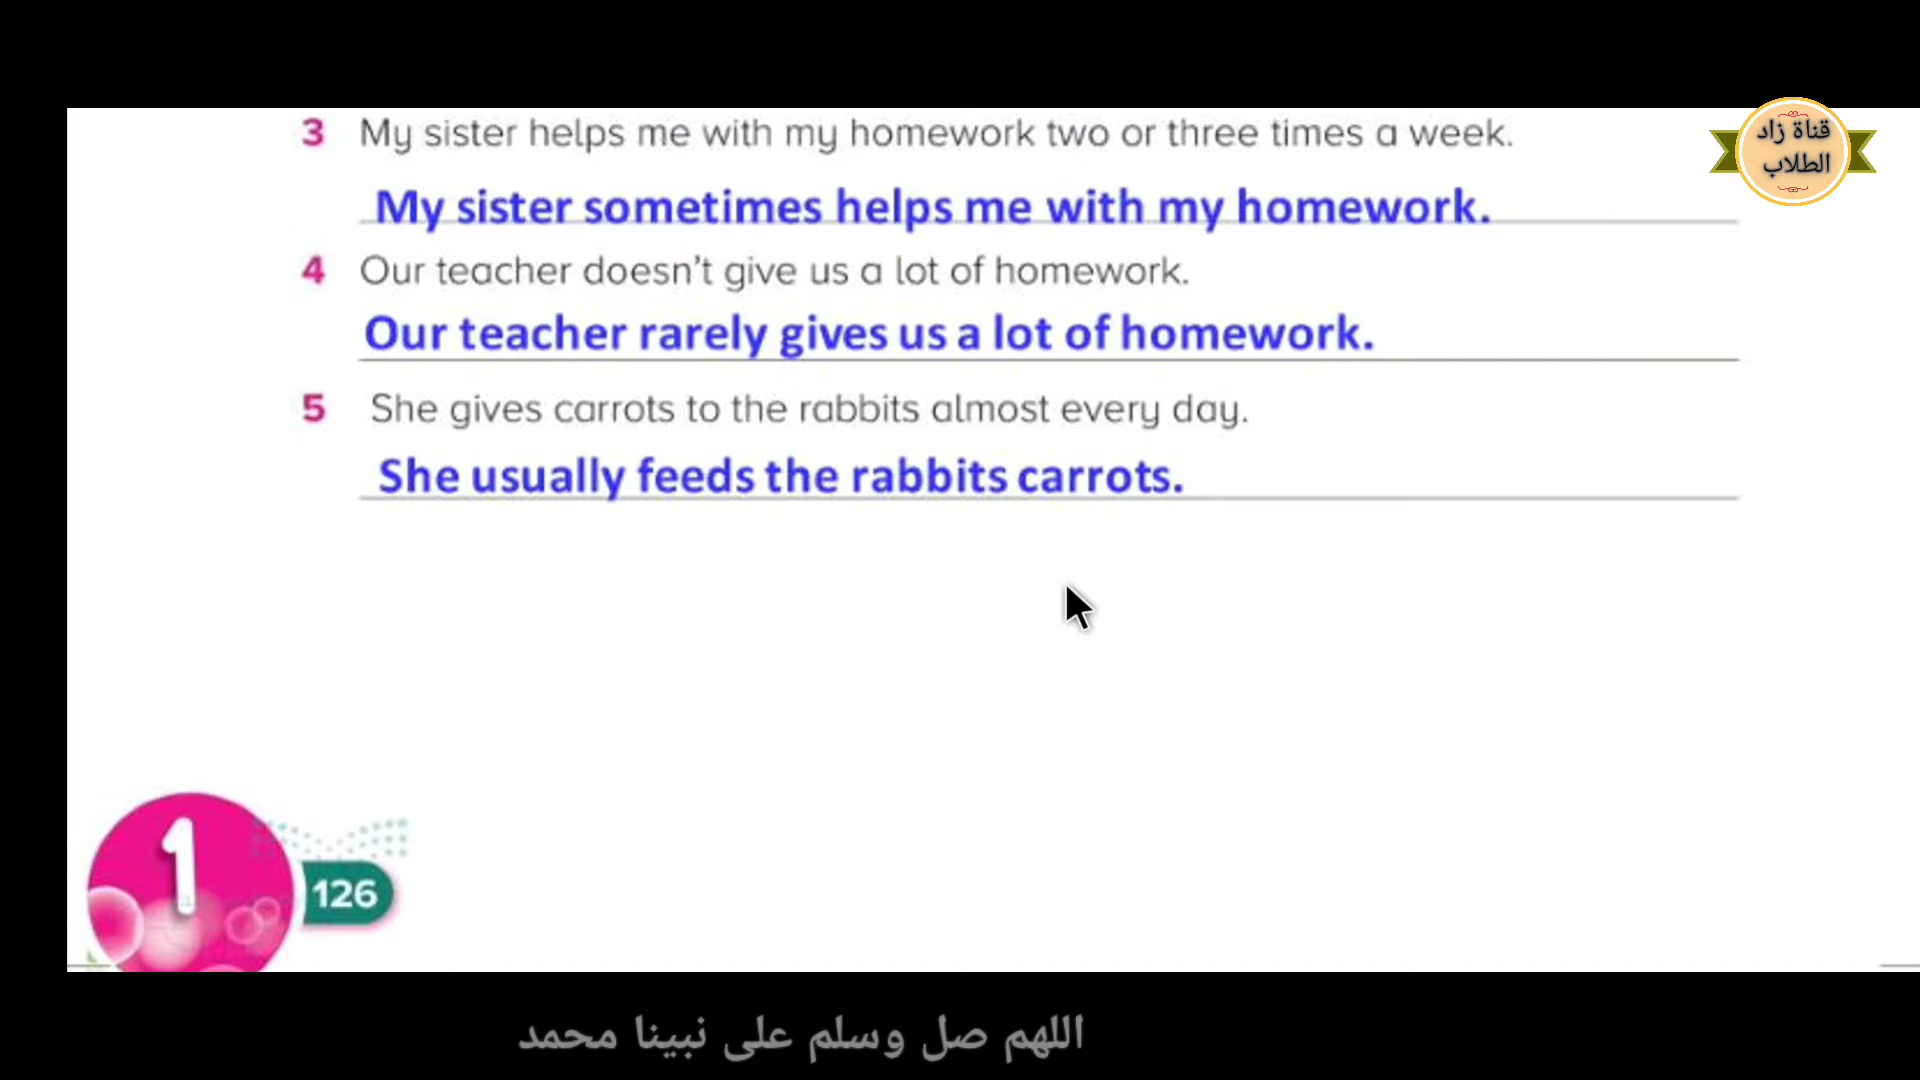 3 My sister helps me with my homework two or three times a week.
قناة زاد
الطلاب
My sister sometimes helps me with my homework.
4 Our teacher doesn't give us a lot of homework.
Our teacher rarely gives us a lot of homework.
5 She gives carrots to the rabbits almost every day.
She usually feeds the rabbits carrots.
1
126
اللهم صل وسلم على نبينا محمد